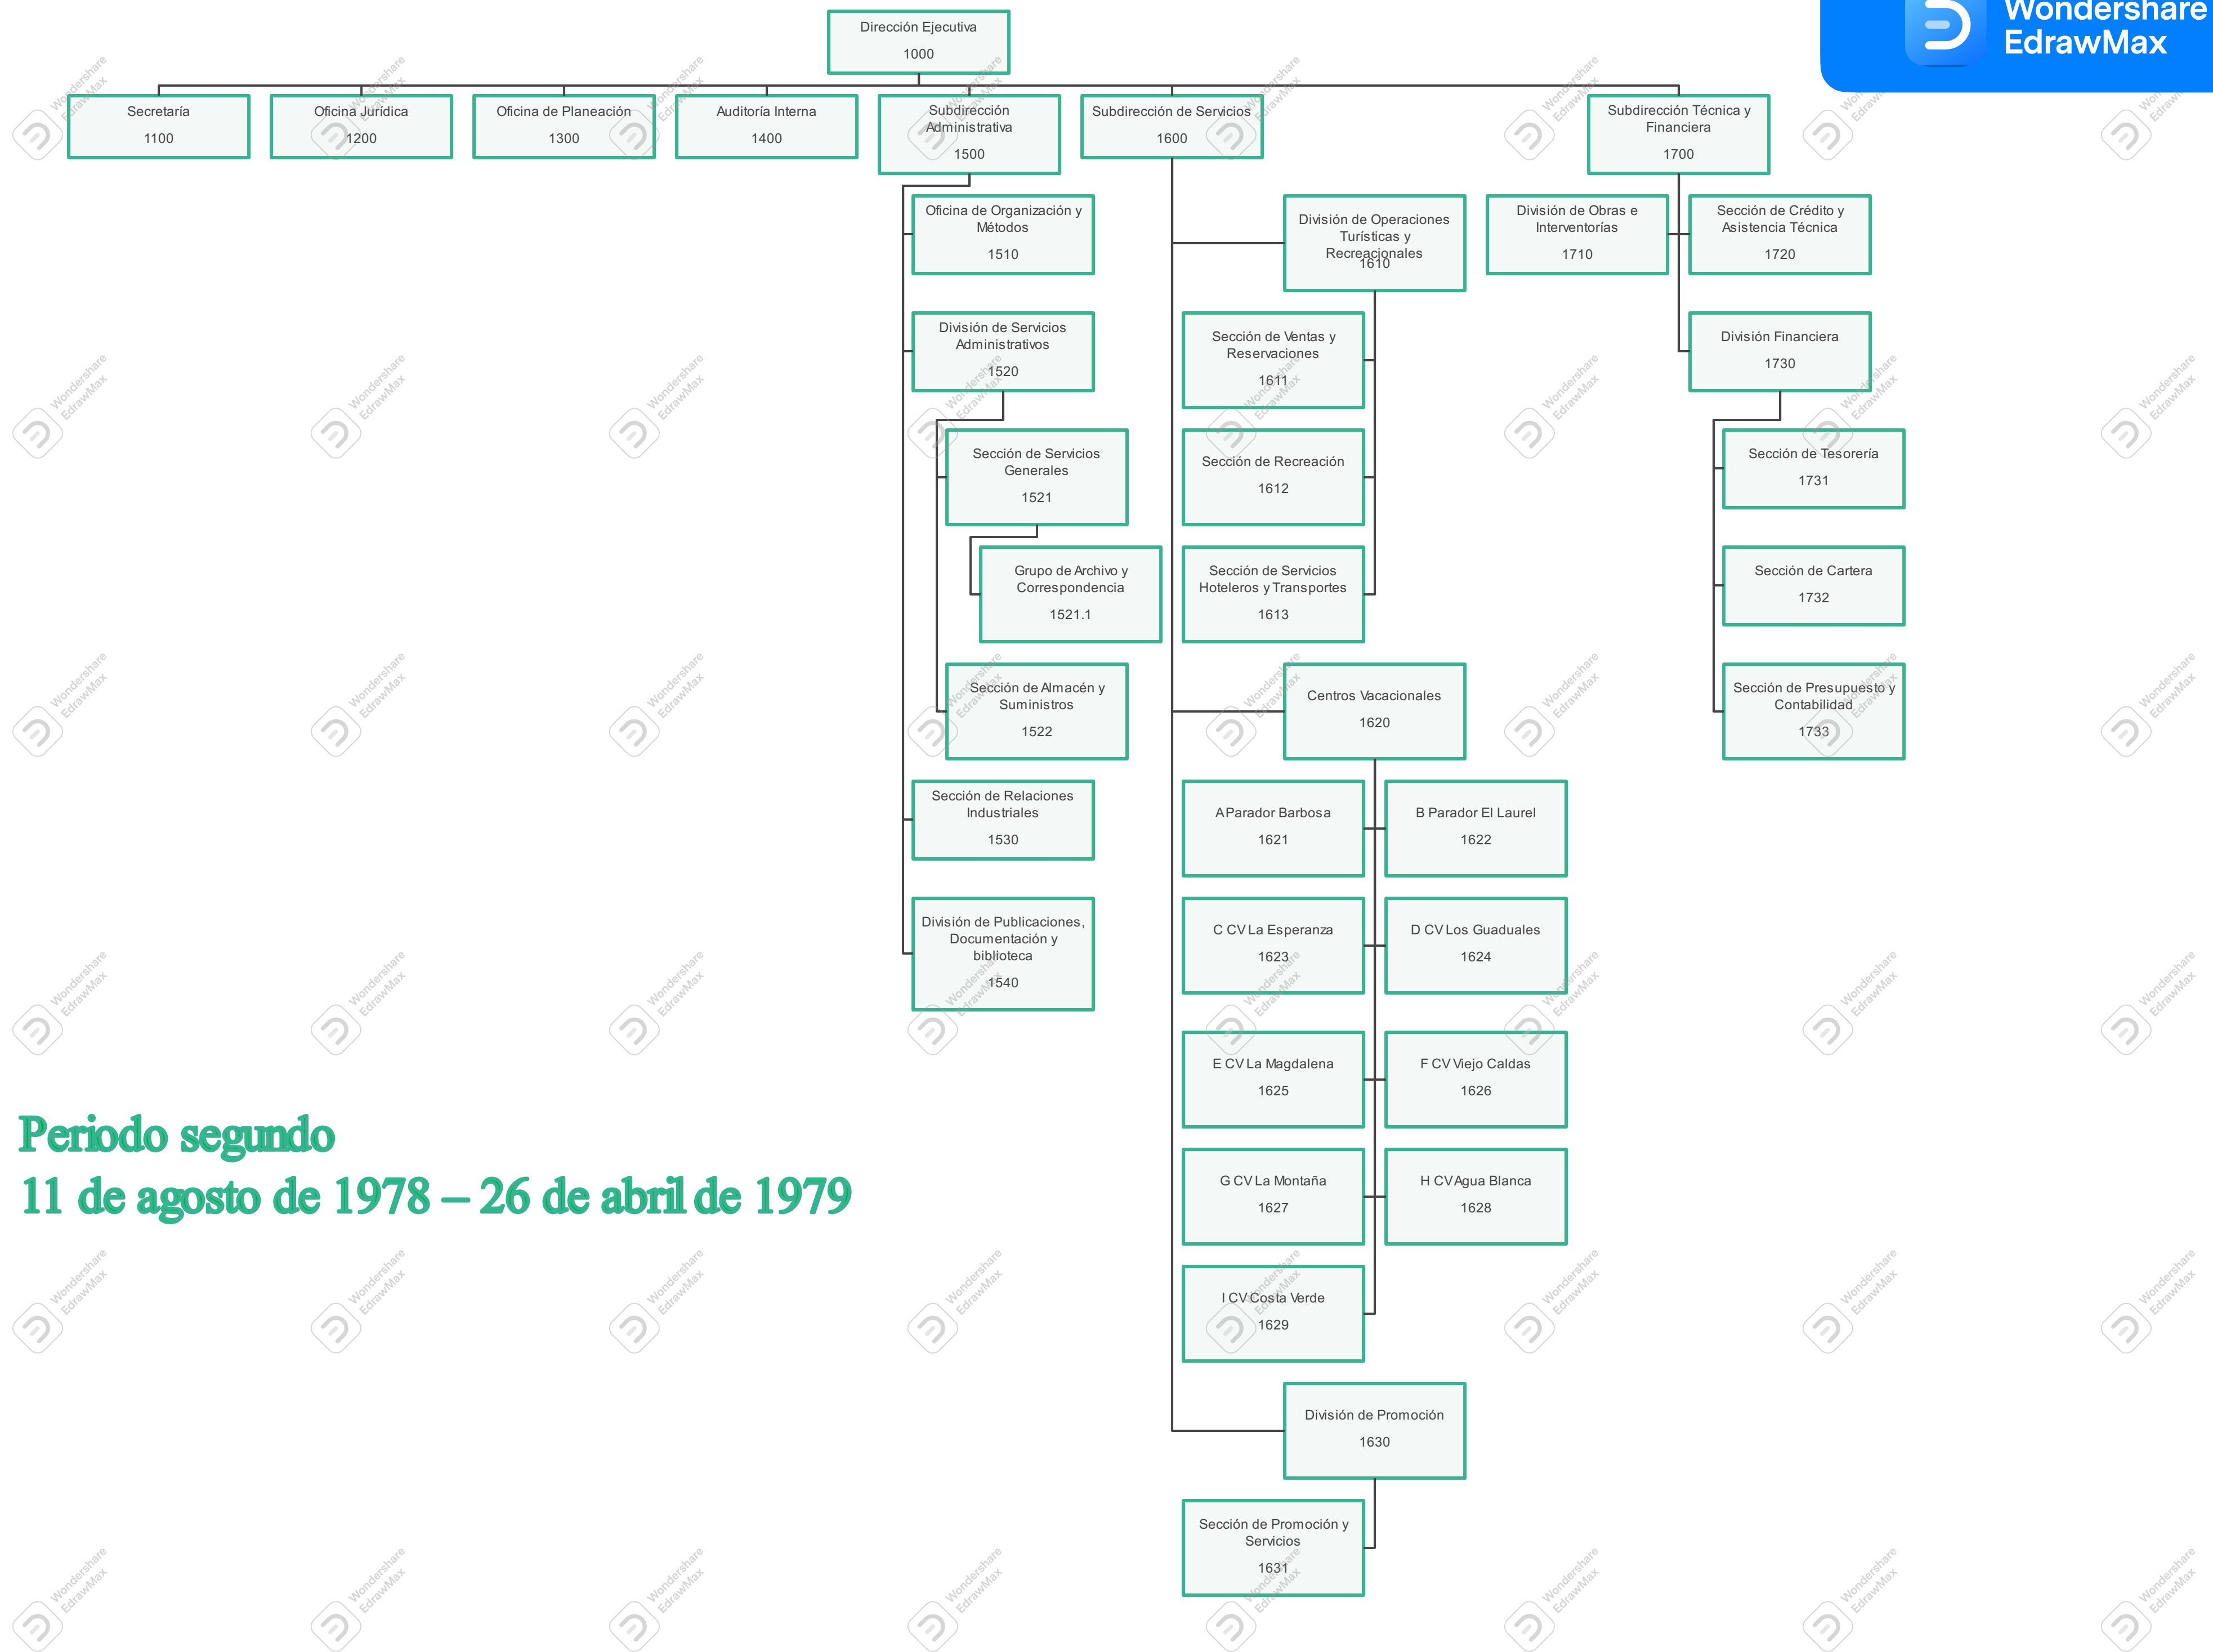 Wondershare
EdrawMax
Dirección Ejecutiva
1000
Secretaría
1100
Oficina Jurídica
1200
Oficina de Planeación
1300
Auditoría Interna
1400
Subdirección
Administrativa
1500
Subdirección de Servicios
1600
Subdirección Técnica y
Financiera
1700
Oficina de Organización y
Métodos
1510
División de Servicios
Administrativos
1520
Sección de Servicios
Generales
1521
Grupo de Archivo y
Correspondencia
1521.1
Sección de Almacén y
Suministros
1522
Sección de Relaciones
Industriales
1530
División de Publicaciones,
Documentación y
biblioteca
1540
División de Operaciones
Turísticas y
Recreacionales
1610
Sección de Ventas y
Reservaciones
1611
Sección de Recreación
1612
Sección de Servicios
Hoteleros y Transportes
1613
Centros Vacacionales
1620
A Parador Barbosa
1621
B Parador El Laurel
1622
C CV La Esperanza
1623
D CV Los Guaduales
1624
E CV La Magdalena
1625
F CV Viejo Caldas
1626
G CV La Montaña
1627
H CV Agua Blanca
1628
I CV Costa Verde
1629
División de Promoción
1630
Sección de Promoción y
Servicios
1631
División de Obras e
Interventorías
1710
Sección de Crédito y
Asistencia Técnica
1720
División Financiera
1730
Sección de Tesorería
1731
Sección de Cartera
1732
Sección de Presupuesto y
Contabilidad
1733
Periodo segundo
11 de agosto de 1978 – 26 de abril de 1979